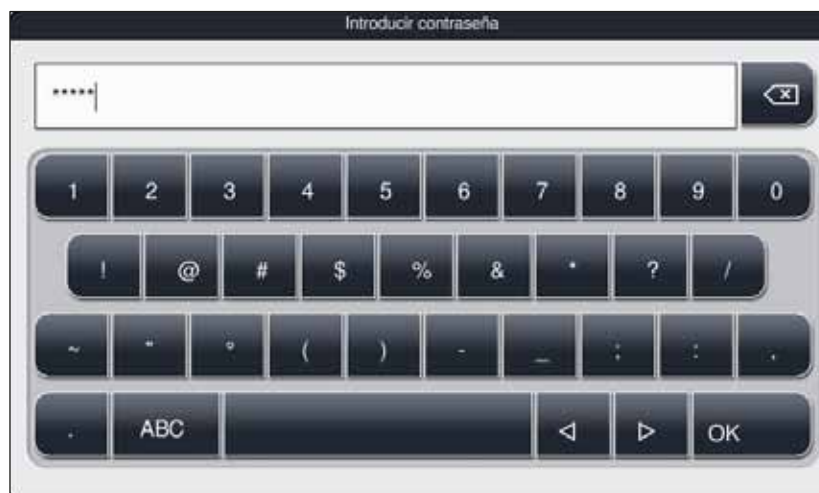 Introducir contraseña
*****
1 2 3 4 5 6 7 8 9 0
! @ # $ % & * ? /
~ " ° ( ) - _ ; : ,
. ABC OK